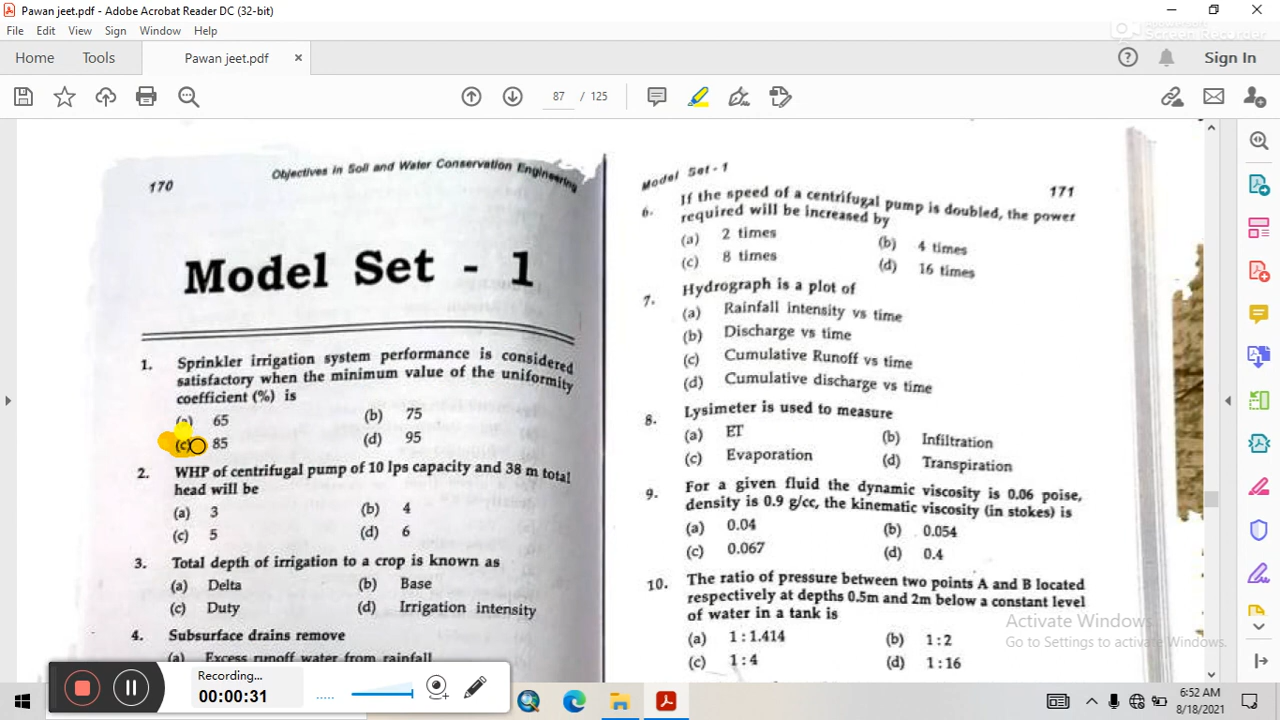 Pawan jeet.pdf - Adobe Acrobat Reader DC (32-bit)
File Edit View Sign Window Help
Screen Recorder
Home Tools Pawan jeet.pdf Sign In
87 / 125
170 Objectives in Soil and Water Conservation Engineering
Model Set - 1
1. Sprinkler irrigation system performance is considered
satisfactory when the minimum value of the uniformity
coefficient (%) is
(a) 65 (b) 75
(c) 85 (d) 95
2. WHP of centrifugal pump of 10 lps capacity and 38 m total
head will be
(a) 3 (b) 4
(c) 5 (d) 6
3. Total depth of irrigation to a crop is known as
(a) Delta (b) Base
(c) Duty (d) Irrigation intensity
4. Subsurface drains remove
(a) Excess runoff water from rainfall
Model Set - 1 171
6. If the speed of a centrifugal pump is doubled, the power
required will be increased by
(a) 2 times (b) 4 times
(c) 8 times (d) 16 times
7. Hydrograph is a plot of
(a) Rainfall intensity vs time
(b) Discharge vs time
(c) Cumulative Runoff vs time
(d) Cumulative discharge vs time
8. Lysimeter is used to measure
(a) ET (b) Infiltration
(c) Evaporation (d) Transpiration
9. For a given fluid the dynamic viscosity is 0.06 poise,
density is 0.9 g/cc, the kinematic viscosity (in stokes) is
(a) 0.04 (b) 0.054
(c) 0.067 (d) 0.4
10. The ratio of pressure between two points A and B located
respectively at depths 0.5m and 2m below a constant level
of water in a tank is
(a) 1 : 1.414 (b) 1 : 2
(c) 1 : 4 (d) 1 : 16
Activate Windows
Go to Settings to activate Windows.
Recording...
00:00:31
6:52 AM
8/18/2021